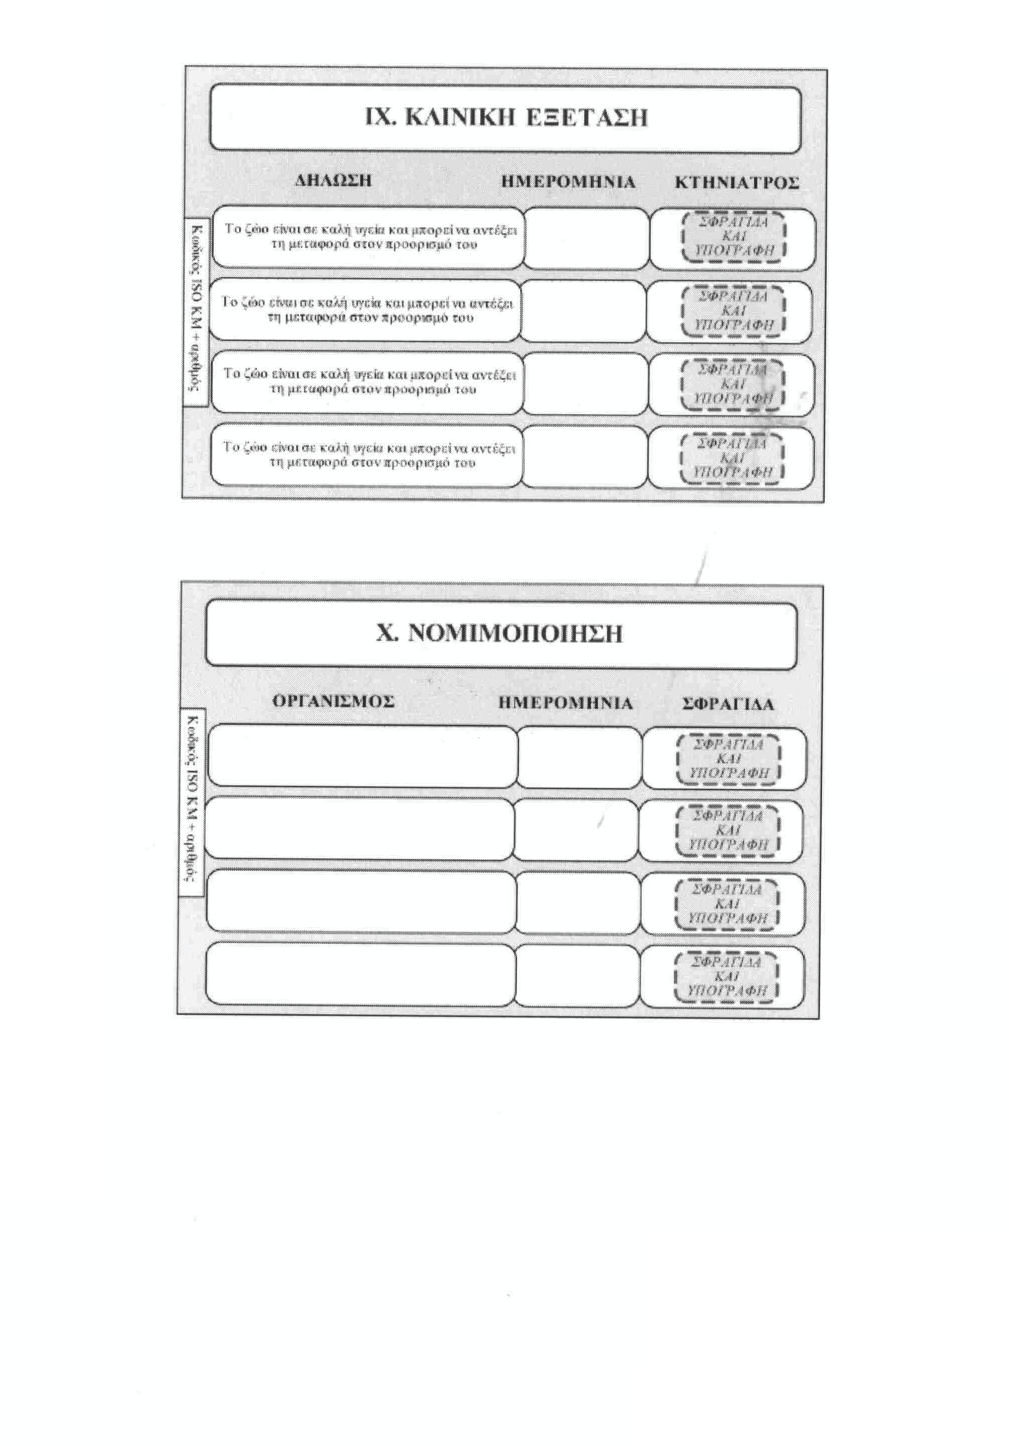 IX. ΚΛΙΝΙΚΗ ΕΞΕΤΑΣΗ
ΔΗΛΩΣΗ ΗΜΕΡΟΜΗΝΙΑ ΚΤΗΝΙΑΤΡΟΣ
Κωδικός ISO ΚΜ + αριθμός
Το ζώο είναι σε καλή υγεία και μπορεί να αντέξει
τη μεταφορά στον προορισμό του
ΣΦΡΑΓΙΔΑ
ΚΑΙ
ΥΠΟΓΡΑΦΗ
Το ζώο είναι σε καλή υγεία και μπορεί να αντέξει
τη μεταφορά στον προορισμό του
ΣΦΡΑΓΙΔΑ
ΚΑΙ
ΥΠΟΓΡΑΦΗ
Το ζώο είναι σε καλή υγεία και μπορεί να αντέξει
τη μεταφορά στον προορισμό του
ΣΦΡΑΓΙΔΑ
ΚΑΙ
ΥΠΟΓΡΑΦΗ
Το ζώο είναι σε καλή υγεία και μπορεί να αντέξει
τη μεταφορά στον προορισμό του
ΣΦΡΑΓΙΔΑ
ΚΑΙ
ΥΠΟΓΡΑΦΗ
X. ΝΟΜΙΜΟΠΟΙΗΣΗ
ΟΡΓΑΝΙΣΜΟΣ ΗΜΕΡΟΜΗΝΙΑ ΣΦΡΑΓΙΔΑ
Κωδικός ISO ΚΜ + αριθμός
ΣΦΡΑΓΙΔΑ
ΚΑΙ
ΥΠΟΓΡΑΦΗ
ΣΦΡΑΓΙΔΑ
ΚΑΙ
ΥΠΟΓΡΑΦΗ
ΣΦΡΑΓΙΔΑ
ΚΑΙ
ΥΠΟΓΡΑΦΗ
ΣΦΡΑΓΙΔΑ
ΚΑΙ
ΥΠΟΓΡΑΦΗ